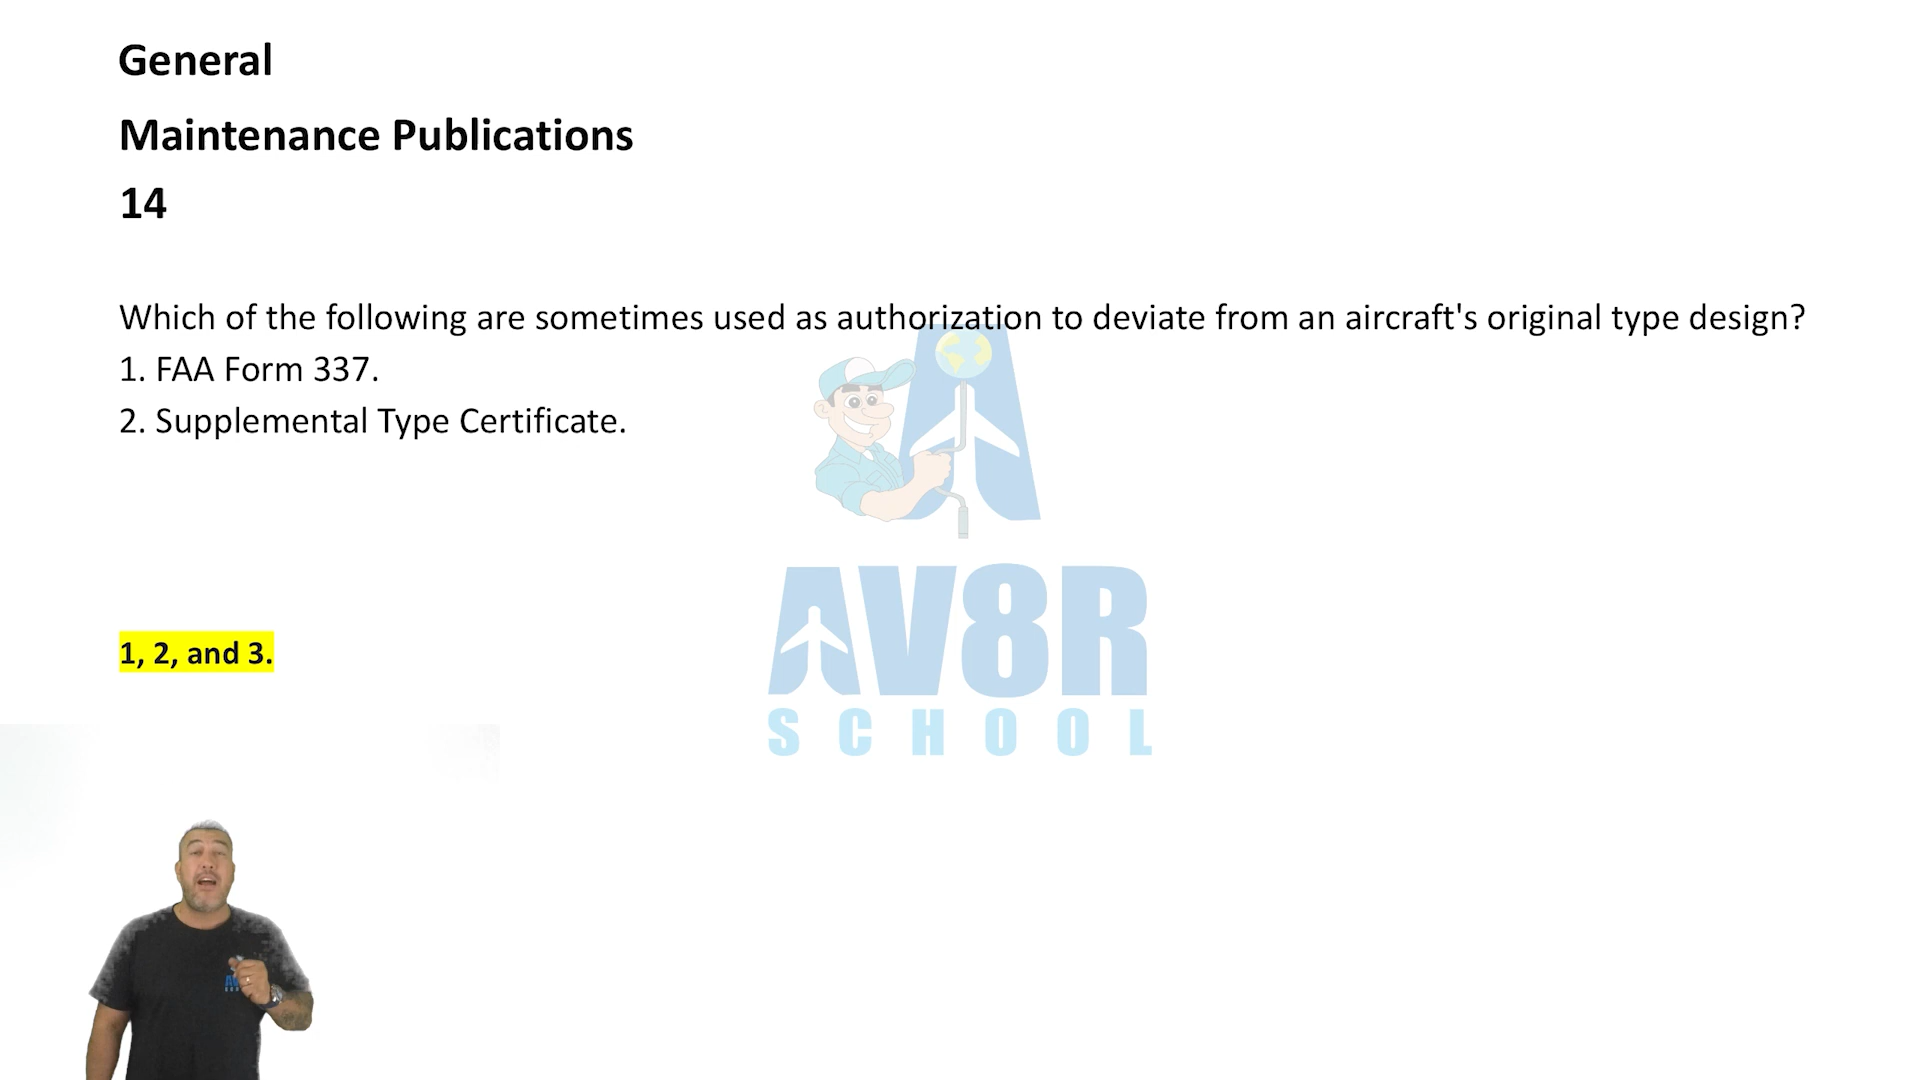 General
Maintenance Publications
14
Which of the following are sometimes used as authorization to deviate from an aircraft's original type design?
1. FAA Form 337.
2. Supplemental Type Certificate.
1, 2, and 3.
AV8R
SCHOOL